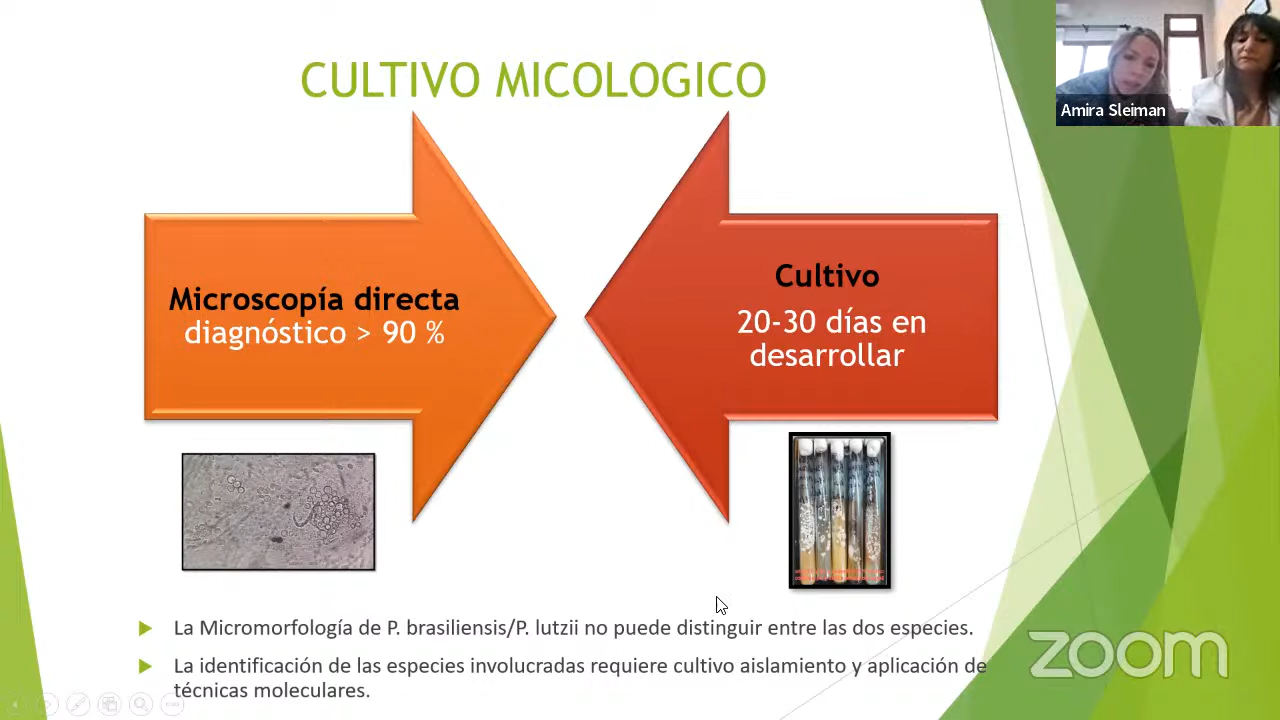 CULTIVO MICOLOGICO
Amira Sleiman
Microscopía directa
diagnóstico > 90 %
Cultivo
20-30 días en
desarrollar
La Micromorfología de P. brasiliensis/P. lutzii no puede distinguir entre las dos especies.
La identificación de las especies involucradas requiere cultivo aislamiento y aplicación de
técnicas moleculares.
zoom